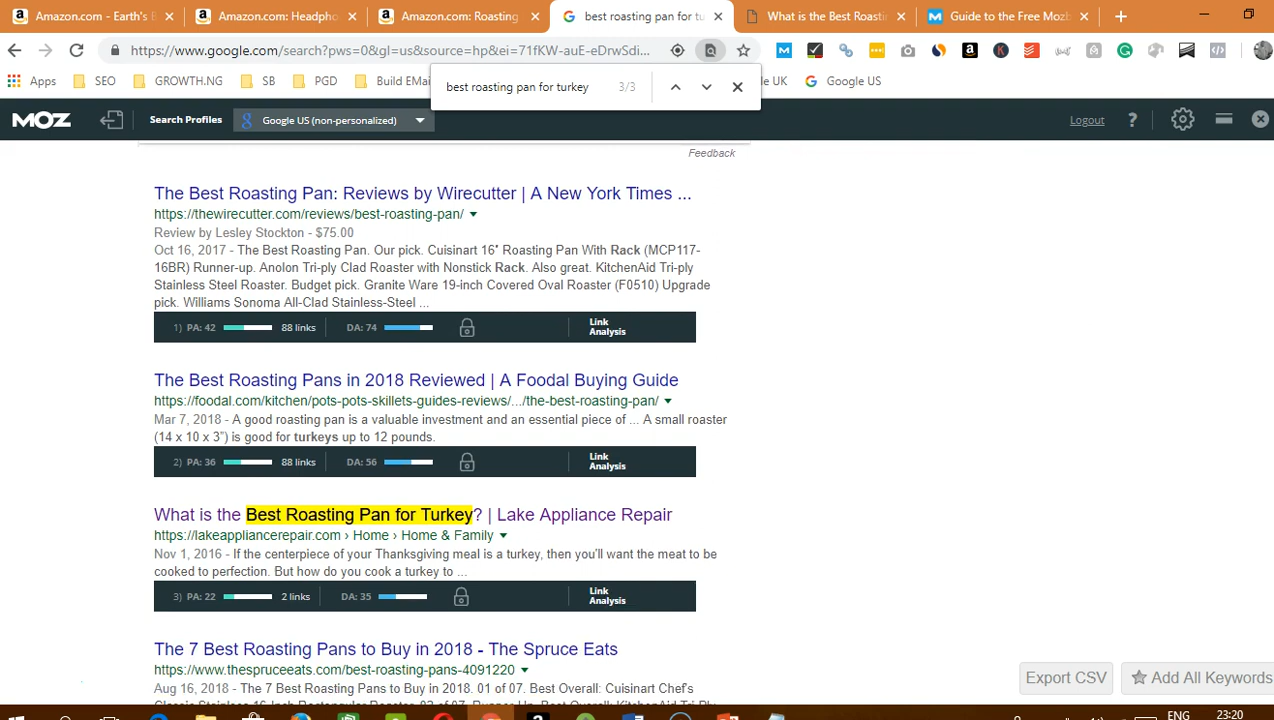 Amazon.com - Earth's B
Amazon.com: Headpho
Amazon.com: Roasting
best roasting pan for tu
What is the Best Roasti
Guide to the Free Mozb
https://www.google.com/search?pws=0&gl=us&source=hp&ei=71fKW-auE-eDrwSdi...
Apps
SEO
GROWTH.NG
SB
PGD
Build EMai
le UK
Google US
best roasting pan for turkey
3/3
MOZ
Search Profiles
Google US (non-personalized)
Logout
?
Feedback
The Best Roasting Pan: Reviews by Wirecutter | A New York Times ...
https://thewirecutter.com/reviews/best-roasting-pan/
Review by Lesley Stockton - $75.00
Oct 16, 2017 - The Best Roasting Pan. Our pick. Cuisinart 16" Roasting Pan With Rack (MCP117-
16BR) Runner-up. Anolon Tri-ply Clad Roaster with Nonstick Rack. Also great. KitchenAid Tri-ply
Stainless Steel Roaster. Budget pick. Granite Ware 19-inch Covered Oval Roaster (F0510) Upgrade
pick. Williams Sonoma All-Clad Stainless-Steel ...
1) PA: 42 88 links DA: 74 Link Analysis
The Best Roasting Pans in 2018 Reviewed | A Foodal Buying Guide
https://foodal.com/kitchen/pots-pots-skillets-guides-reviews/.../the-best-roasting-pan/
Mar 7, 2018 - A good roasting pan is a valuable investment and an essential piece of ... A small roaster
(14 x 10 x 3") is good for turkeys up to 12 pounds.
2) PA: 36 88 links DA: 56 Link Analysis
What is the Best Roasting Pan for Turkey? | Lake Appliance Repair
https://lakeappliancerepair.com › Home › Home & Family
Nov 1, 2016 - If the centerpiece of your Thanksgiving meal is a turkey, then you'll want the meat to be
cooked to perfection. But how do you cook a turkey to ...
3) PA: 22 2 links DA: 35 Link Analysis
The 7 Best Roasting Pans to Buy in 2018 - The Spruce Eats
https://www.thespruceeats.com/best-roasting-pans-4091220
Aug 16, 2018 - The 7 Best Roasting Pans to Buy in 2018. 01 of 07. Best Overall: Cuisinart Chef's
Export CSV
Add All Keywords
23:20